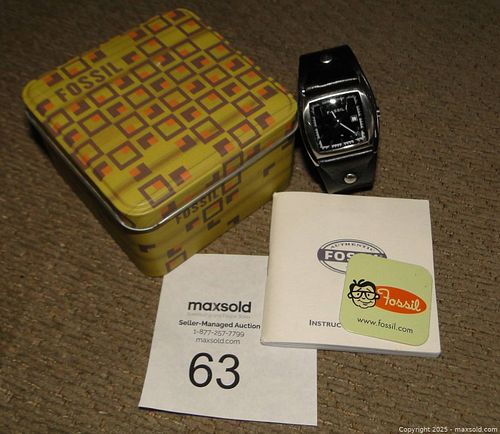 FOSSIL
FOSSIL
FOSSIL
AUTHENTIC
FOSSIL
INSTRUC
Fossil
www.fossil.com
maxsold
Seller-Managed Auction
1-877-257-7799
maxsold.com
63
Copyright 2025 - maxsold.com